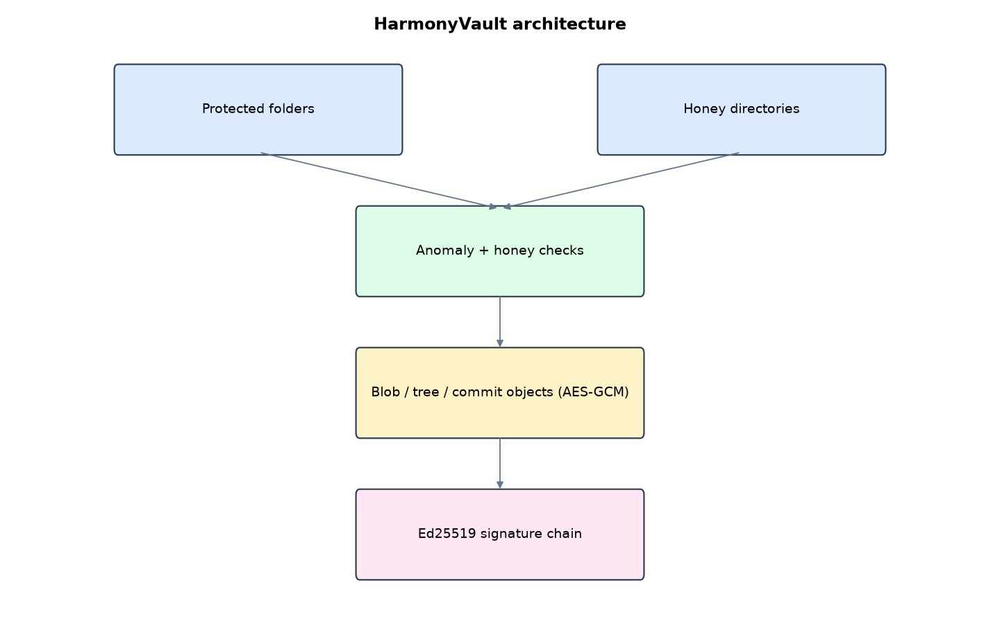 HarmonyVault architecture
Protected folders
Honey directories
Anomaly + honey checks
Blob / tree / commit objects (AES-GCM)
Ed25519 signature chain